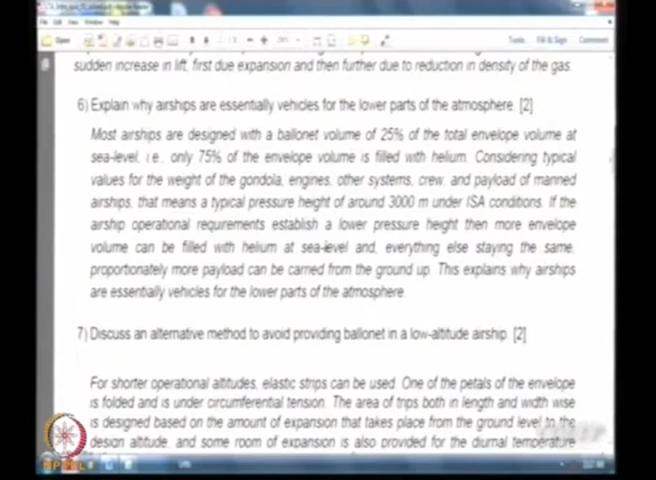 Open
Tools
Fill & Sign
Comment
sudden increase in lift, first due expansion and then further due to reduction in density of the gas.
6) Explain why airships are essentially vehicles for the lower parts of the atmosphere. [2]
Most airships are designed with a ballonet volume of 25% of the total envelope volume at
sea-level, i.e., only 75% of the envelope volume is filled with helium. Considering typical
values for the weight of the gondola, engines, other systems, crew, and payload of manned
airships, that means a typical pressure height of around 3000 m under ISA conditions. If the
airship operational requirements establish a lower pressure height then more envelope
volume can be filled with helium at sea-level and, everything else staying the same,
proportionately more payload can be carried from the ground up. This explains why airships
are essentially vehicles for the lower parts of the atmosphere.
7) Discuss an alternative method to avoid providing ballonet in a low-altitude airship. [2]
For shorter operational altitudes, elastic strips can be used. One of the petals of the envelope
is folded and is under circumferential tension. The area of trips both in length and width wise
is designed based on the amount of expansion that takes place from the ground level to the
design altitude, and some room of expansion is also provided for the diurnal temperature
NPTEL